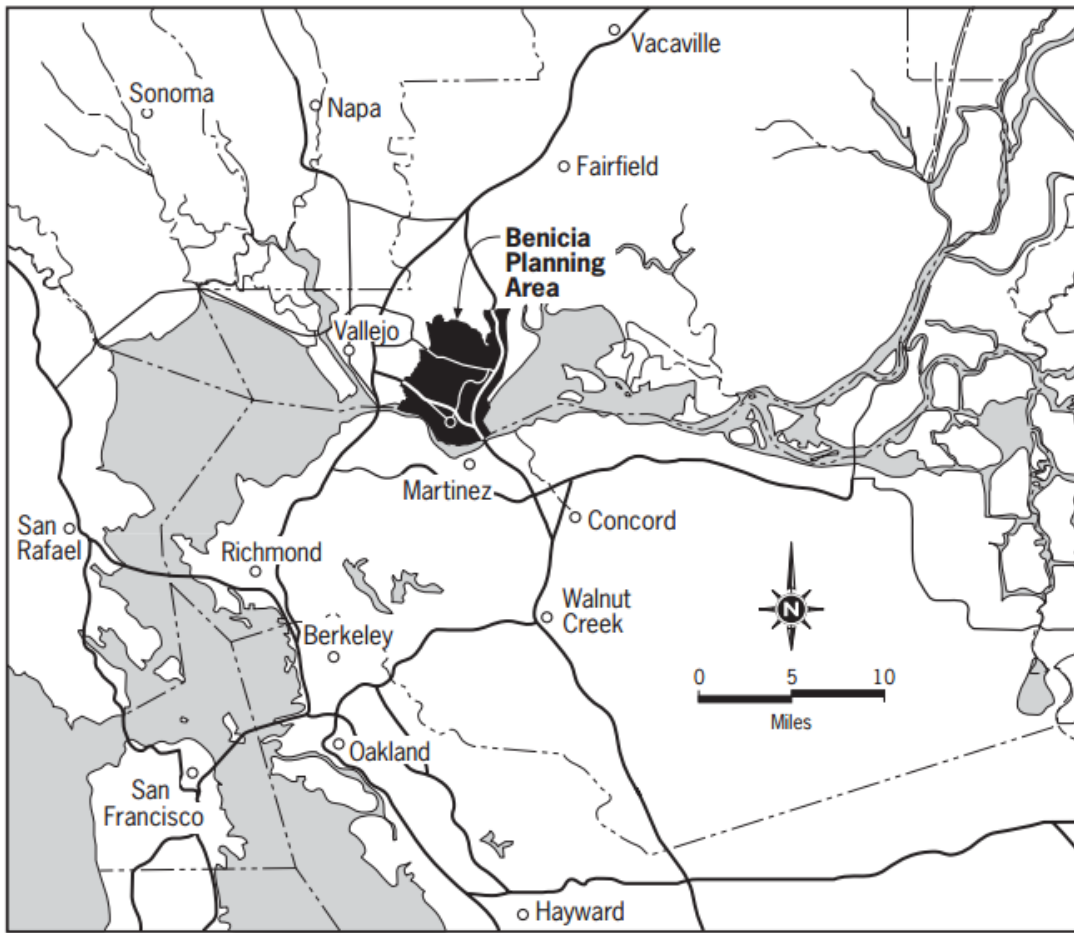 Vacaville
Sonoma
Napa
Fairfield
Benicia
Planning
Area
Vallejo
Martinez
Concord
San
Rafael
Richmond
Walnut
Creek
N
Berkeley
0 5 10
Miles
Oakland
San
Francisco
Hayward